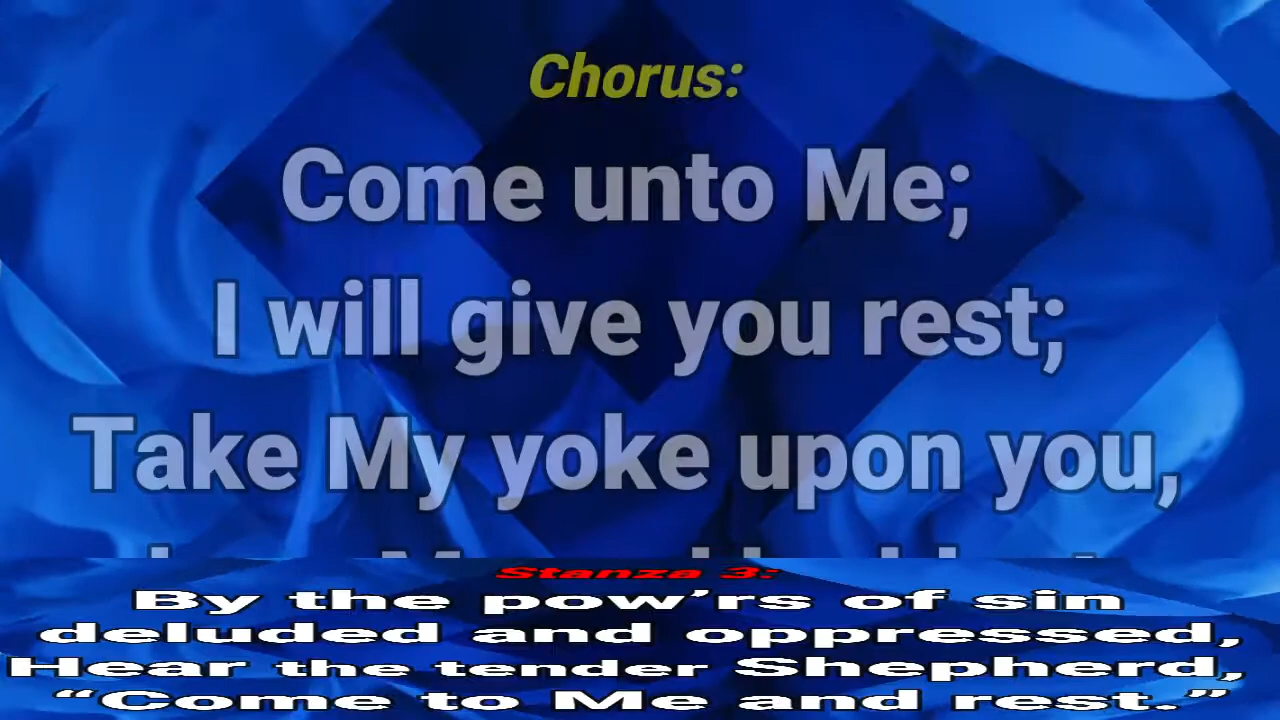 Chorus:
Come unto Me;
I will give you rest;
Take My yoke upon you,
Stanza 3:
By the pow’rs of sin
deluded and oppressed,
Hear the tender Shepherd,
“Come to Me and rest.”